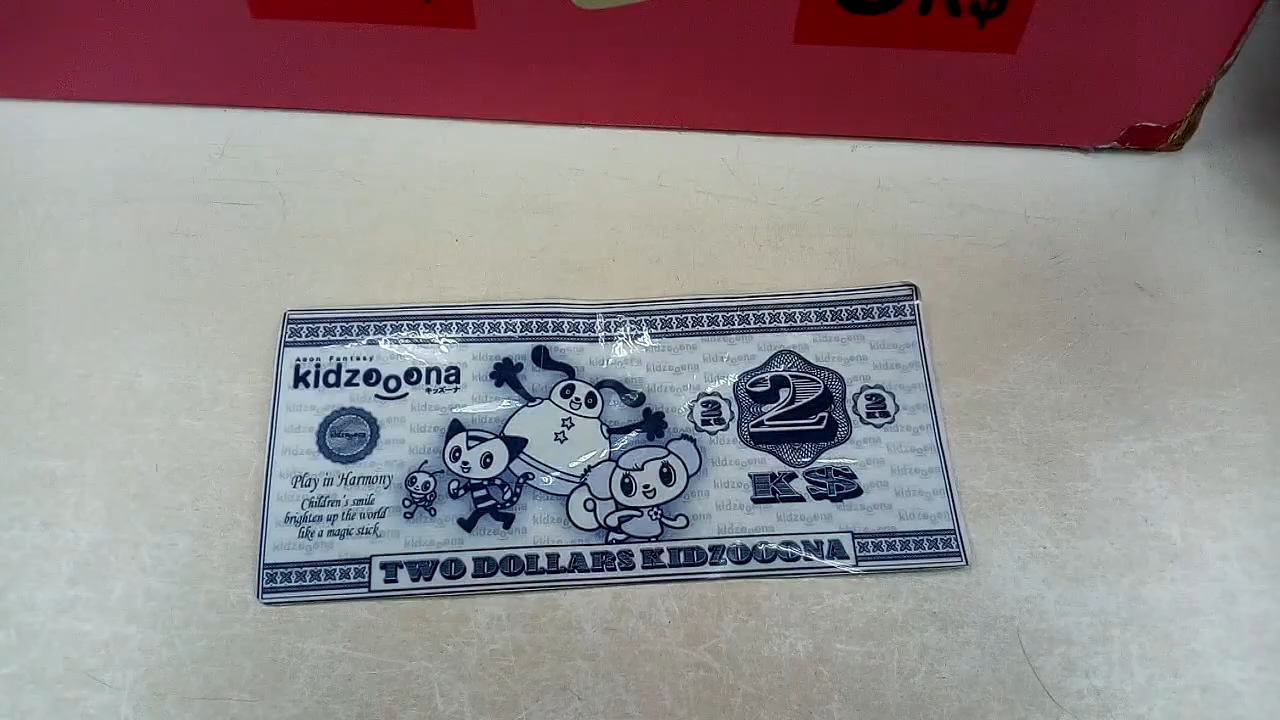 K$
Aeon Fantasy
kidzooona
キッズーナ
kidzooona
Play in Harmony
Children's smile
brighten up the world
like a magic stick.
2
K$
TWO DOLLARS KIDZOOONA